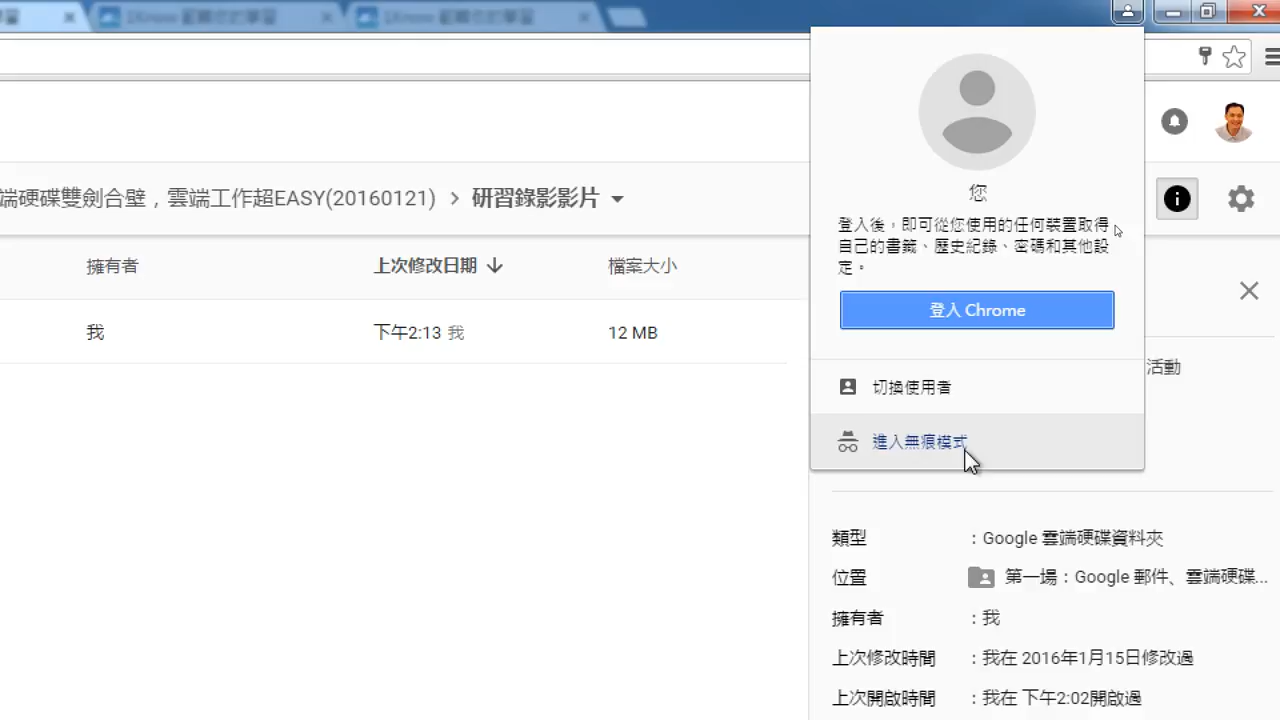 端硬碟雙劍合壁，雲端工作超EASY(20160121) > 研習錄影影片
擁有者
上次修改日期
檔案大小
我
下午2:13 我
12 MB
您
登入後，即可從您使用的任何裝置取得
自己的書籤、歷史紀錄、密碼和其他設
定。
登入 Chrome
切換使用者
進入無痕模式
活動
類型
：Google 雲端硬碟資料夾
位置
第一場：Google 郵件、雲端硬碟...
擁有者
：我
上次修改時間
：我在 2016年1月15日修改過
上次開啟時間
：我在 下午2:02開啟過